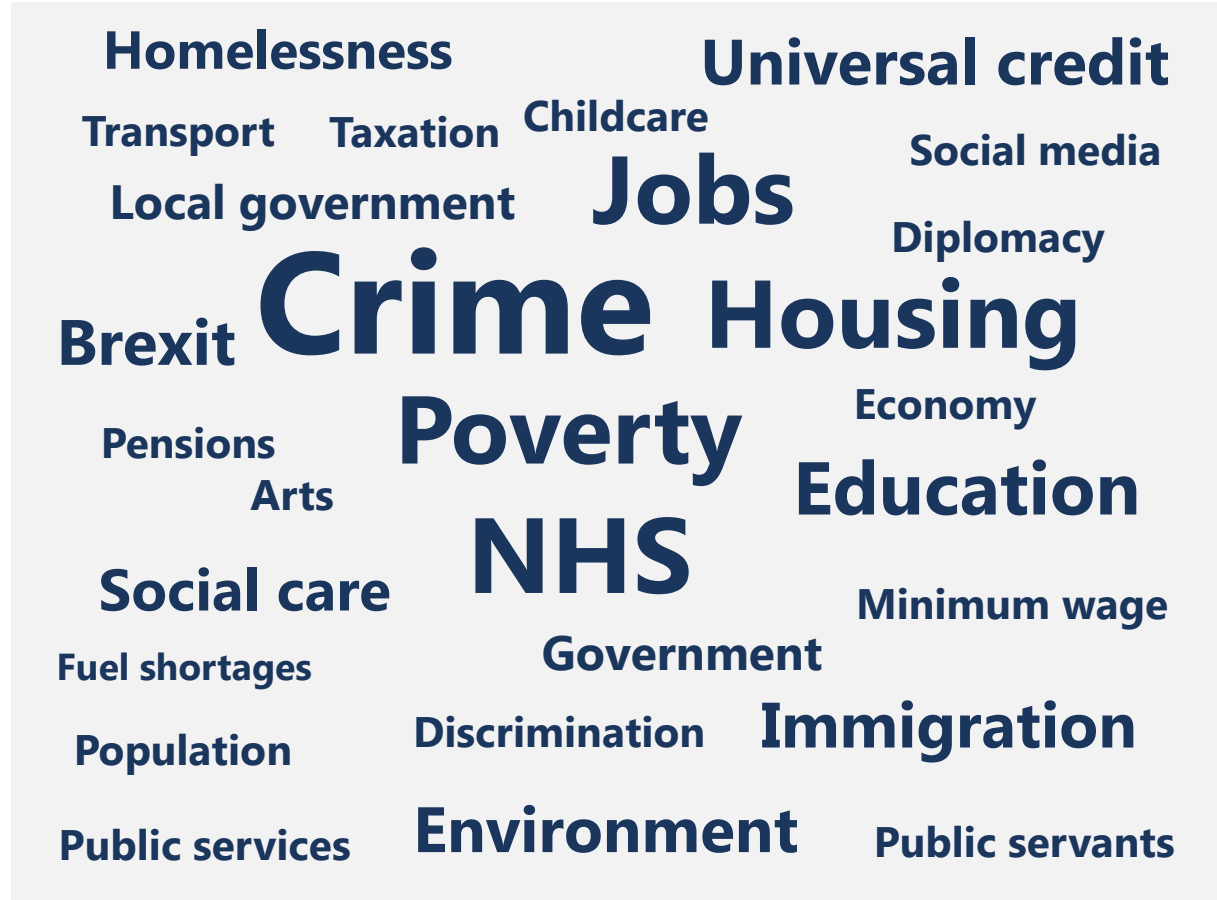 Homelessness
Universal credit
Childcare
Transport
Taxation
Social media
Jobs
Local government
Diplomacy
Crime
Housing
Brexit
Economy
Poverty
Pensions
Education
Arts
NHS
Social care
Minimum wage
Government
Fuel shortages
Immigration
Discrimination
Population
Environment
Public services
Public servants